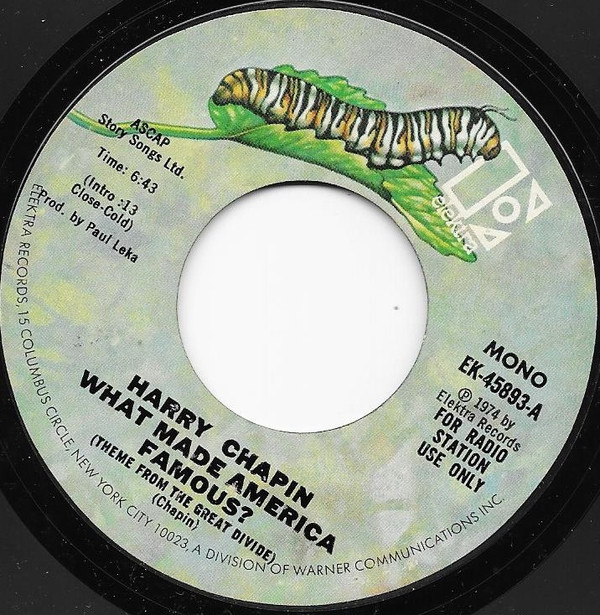 ASCAP
Story Songs Ltd.
Time: 6:43
(Intro :13
Close-Cold)
Prod. by Paul Leka
elektra
MONO
EK-45893-A
Ⓟ 1974 by
Elektra Records
FOR RADIO
STATION
USE ONLY
HARRY CHAPIN
WHAT MADE AMERICA
FAMOUS?
(THEME FROM THE GREAT DIVIDE)
(Chapin)
ELEKTRA RECORDS, 15 COLUMBUS CIRCLE, NEW YORK CITY 10023, A DIVISION OF WARNER COMMUNICATIONS INC.